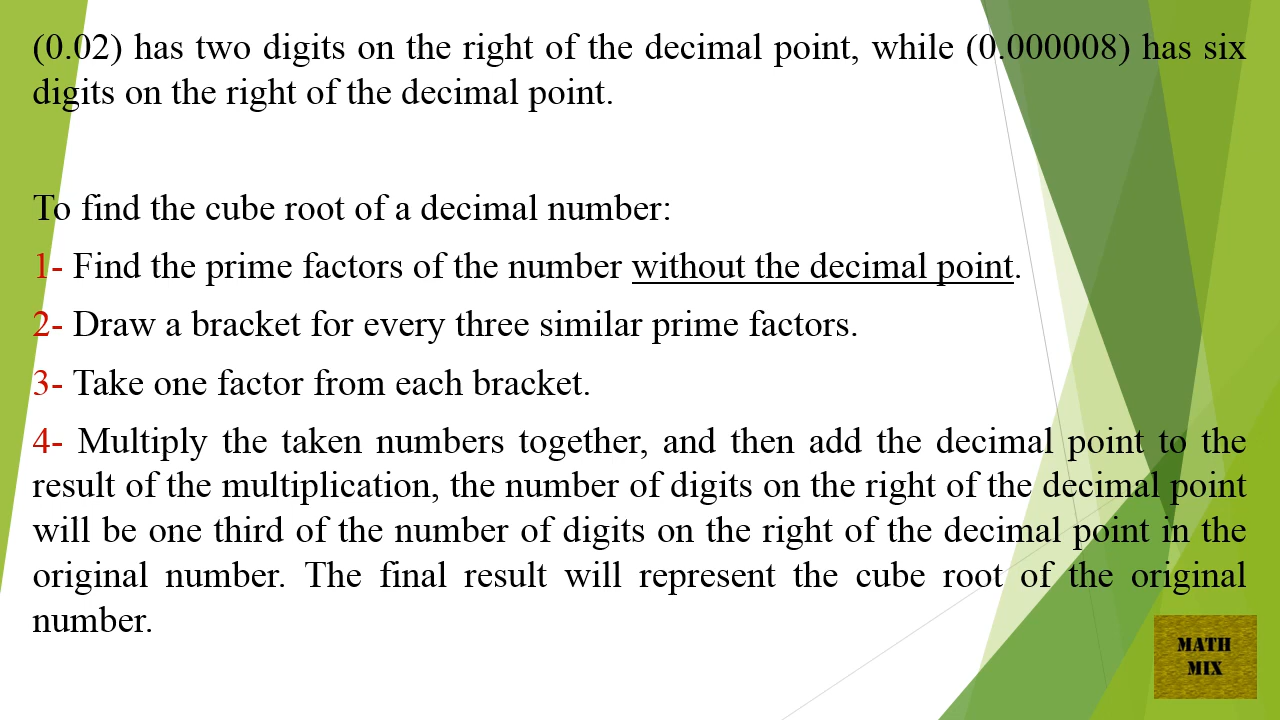 (0.02) has two digits on the right of the decimal point, while (0.000008) has six
digits on the right of the decimal point.
To find the cube root of a decimal number:
1- Find the prime factors of the number without the decimal point.
2- Draw a bracket for every three similar prime factors.
3- Take one factor from each bracket.
4- Multiply the taken numbers together, and then add the decimal point to the
result of the multiplication, the number of digits on the right of the decimal point
will be one third of the number of digits on the right of the decimal point in the
original number. The final result will represent the cube root of the original
number.
MATH
MIX